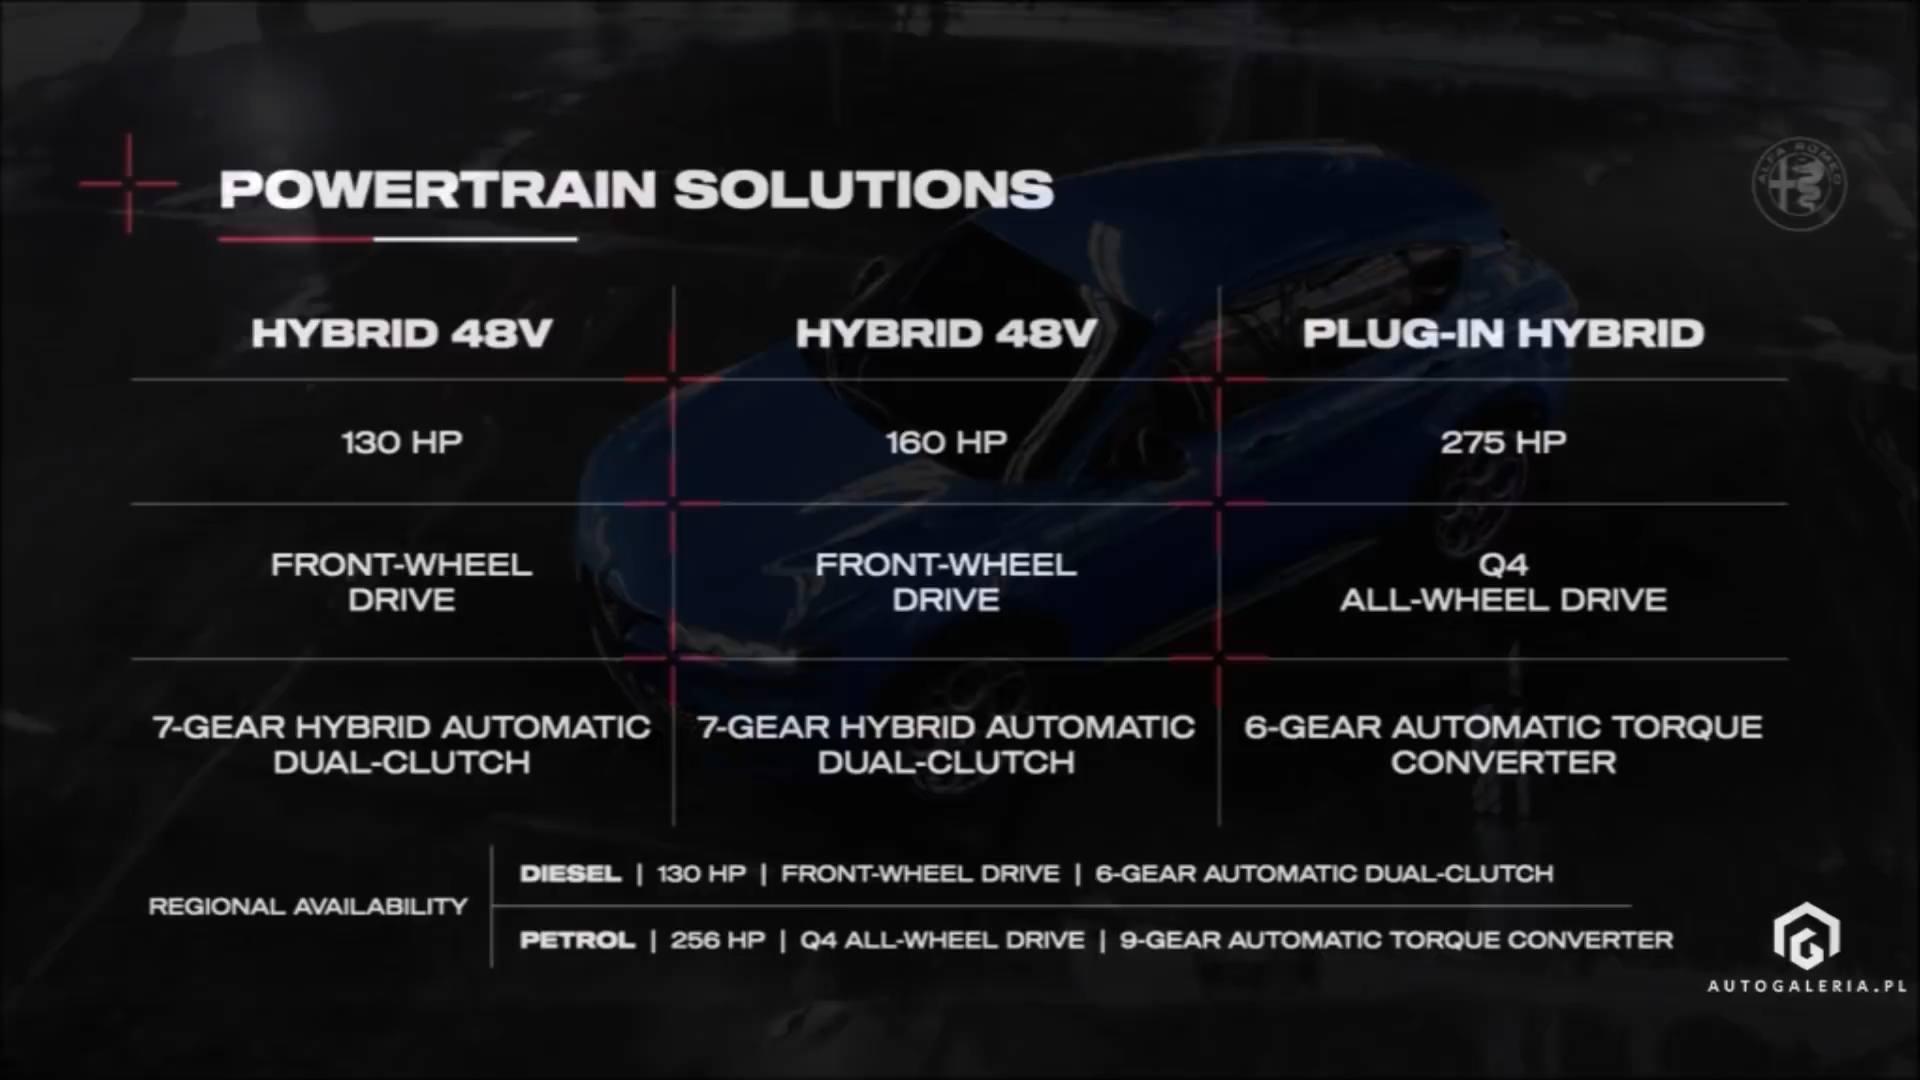 POWERTRAIN SOLUTIONS
ALFA ROMEO
HYBRID 48V
HYBRID 48V
PLUG-IN HYBRID
130 HP
160 HP
275 HP
FRONT-WHEEL
DRIVE
FRONT-WHEEL
DRIVE
Q4
ALL-WHEEL DRIVE
7-GEAR HYBRID AUTOMATIC
DUAL-CLUTCH
7-GEAR HYBRID AUTOMATIC
DUAL-CLUTCH
6-GEAR AUTOMATIC TORQUE
CONVERTER
REGIONAL AVAILABILITY
DIESEL | 130 HP | FRONT-WHEEL DRIVE | 6-GEAR AUTOMATIC DUAL-CLUTCH
PETROL | 256 HP | Q4 ALL-WHEEL DRIVE | 9-GEAR AUTOMATIC TORQUE CONVERTER
AUTOGALERIA.PL